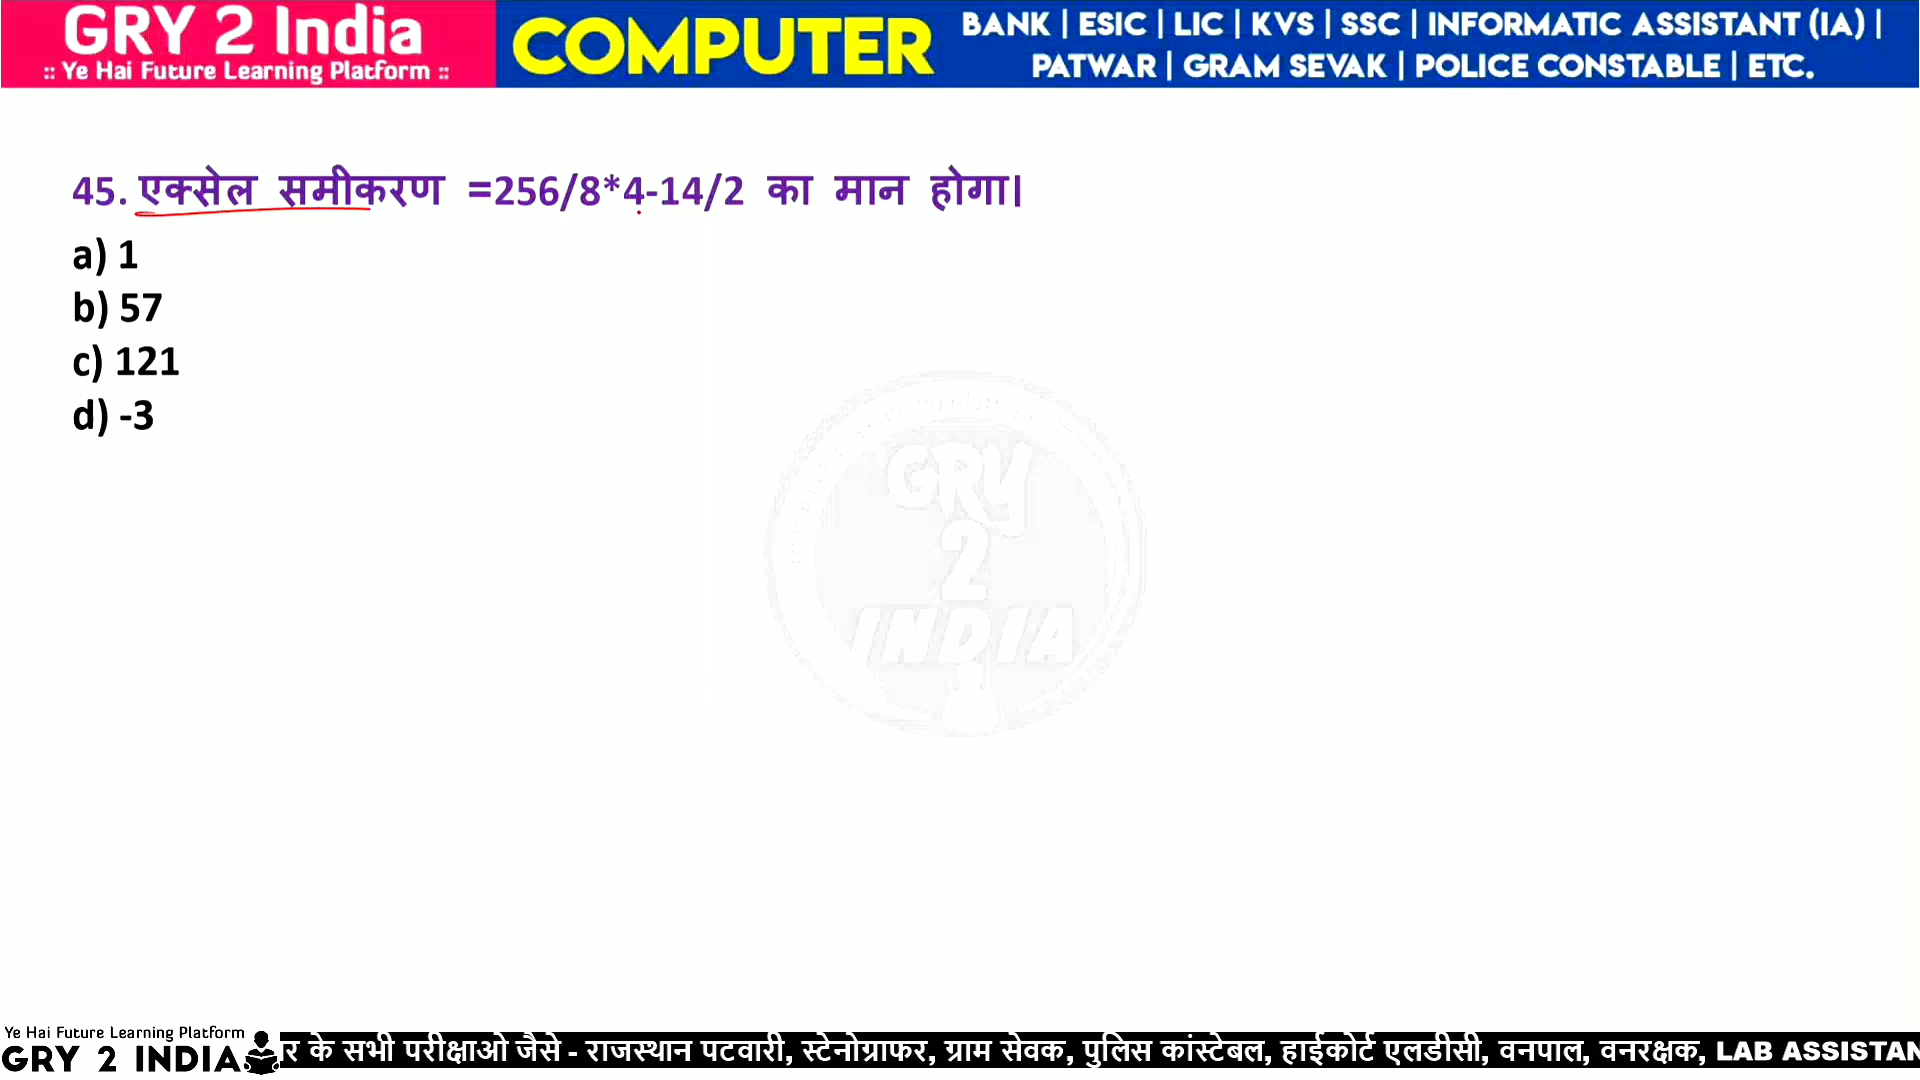 GRY 2 India
:: Ye Hai Future Learning Platform ::
COMPUTER
BANK | ESIC | LIC | KVS | SSC | INFORMATIC ASSISTANT (IA) |
PATWAR | GRAM SEVAK | POLICE CONSTABLE | ETC.
45. एक्सेल समीकरण =256/8*4-14/2 का मान होगा।
a) 1
b) 57
c) 121
d) -3
GRY
2
INDIA
Ye Hai Future Learning Platform
GRY 2 INDIA
र के सभी परीक्षाओ जैसे - राजस्थान पटवारी, स्टेनोग्राफर, ग्राम सेवक, पुलिस कांस्टेबल, हाईकोर्ट एलडीसी, वनपाल, वनरक्षक, LAB ASSISTAN